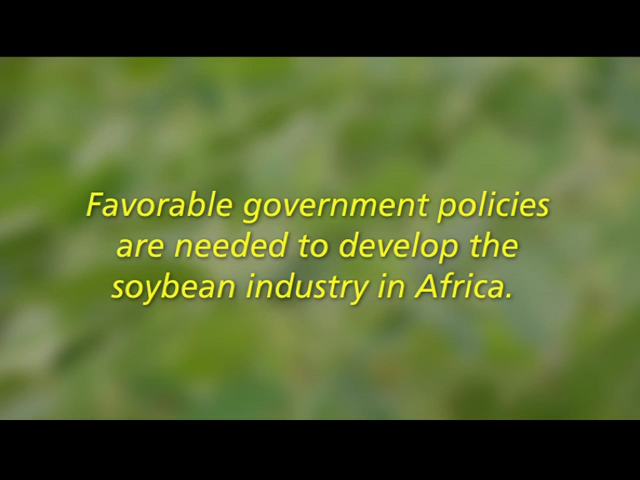 Favorable government policies
are needed to develop the
soybean industry in Africa.